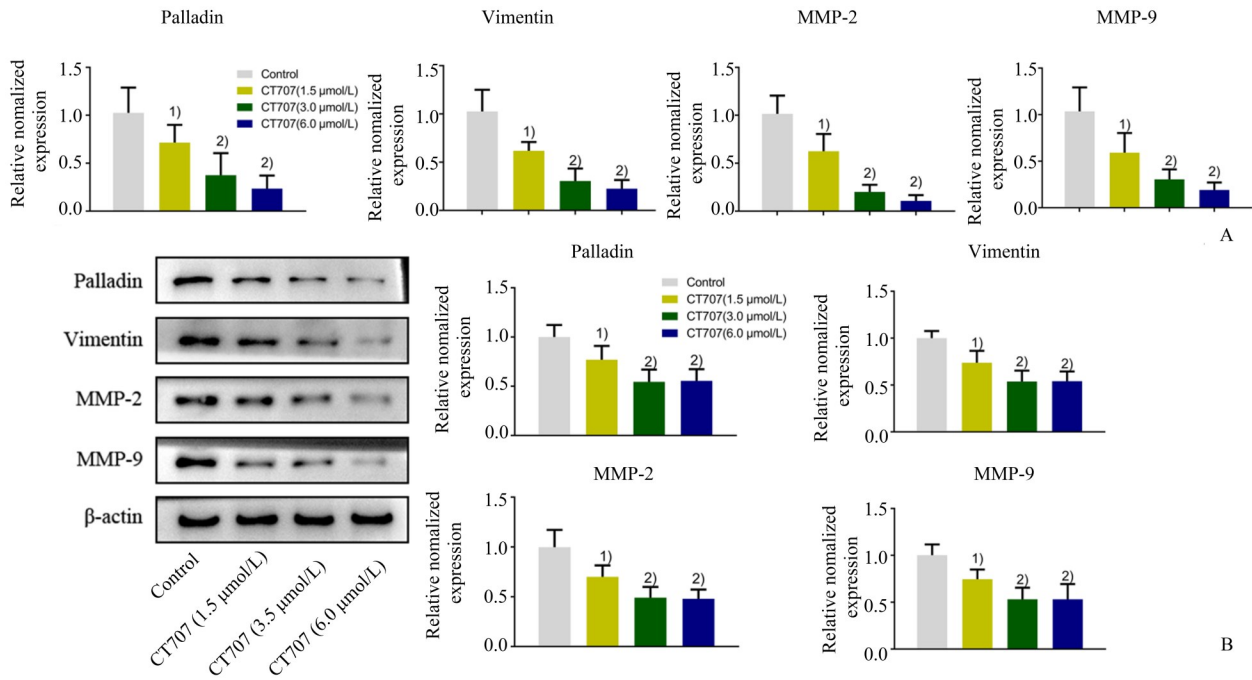 Palladin
Vimentin
MMP-2
MMP-9
Relative nomalized
expression
1.5
1.0
0.5
0.0
1)
2)
2)
Control
CT707(1.5 μmol/L)
CT707(3.0 μmol/L)
CT707(6.0 μmol/L)
Relative nomalized
expression
1.5
1.0
0.5
0.0
1)
2)
2)
Relative nomalized
expression
1.5
1.0
0.5
0.0
1)
2)
2)
Relative nomalized
expression
1.5
1.0
0.5
0.0
1)
2)
2)
A
Palladin
Vimentin
MMP-2
MMP-9
β-actin
Control
CT707 (1.5 μmol/L)
CT707 (3.5 μmol/L)
CT707 (6.0 μmol/L)
Palladin
Relative nomalized
expression
1.5
1.0
0.5
0.0
1)
2)
2)
Control
CT707(1.5 μmol/L)
CT707(3.0 μmol/L)
CT707(6.0 μmol/L)
Vimentin
Relative nomalized
expression
1.5
1.0
0.5
0.0
1)
2)
2)
MMP-2
Relative nomalized
expression
1.5
1.0
0.5
0.0
1)
2)
2)
MMP-9
Relative nomalized
expression
1.5
1.0
0.5
0.0
1)
2)
2)
B